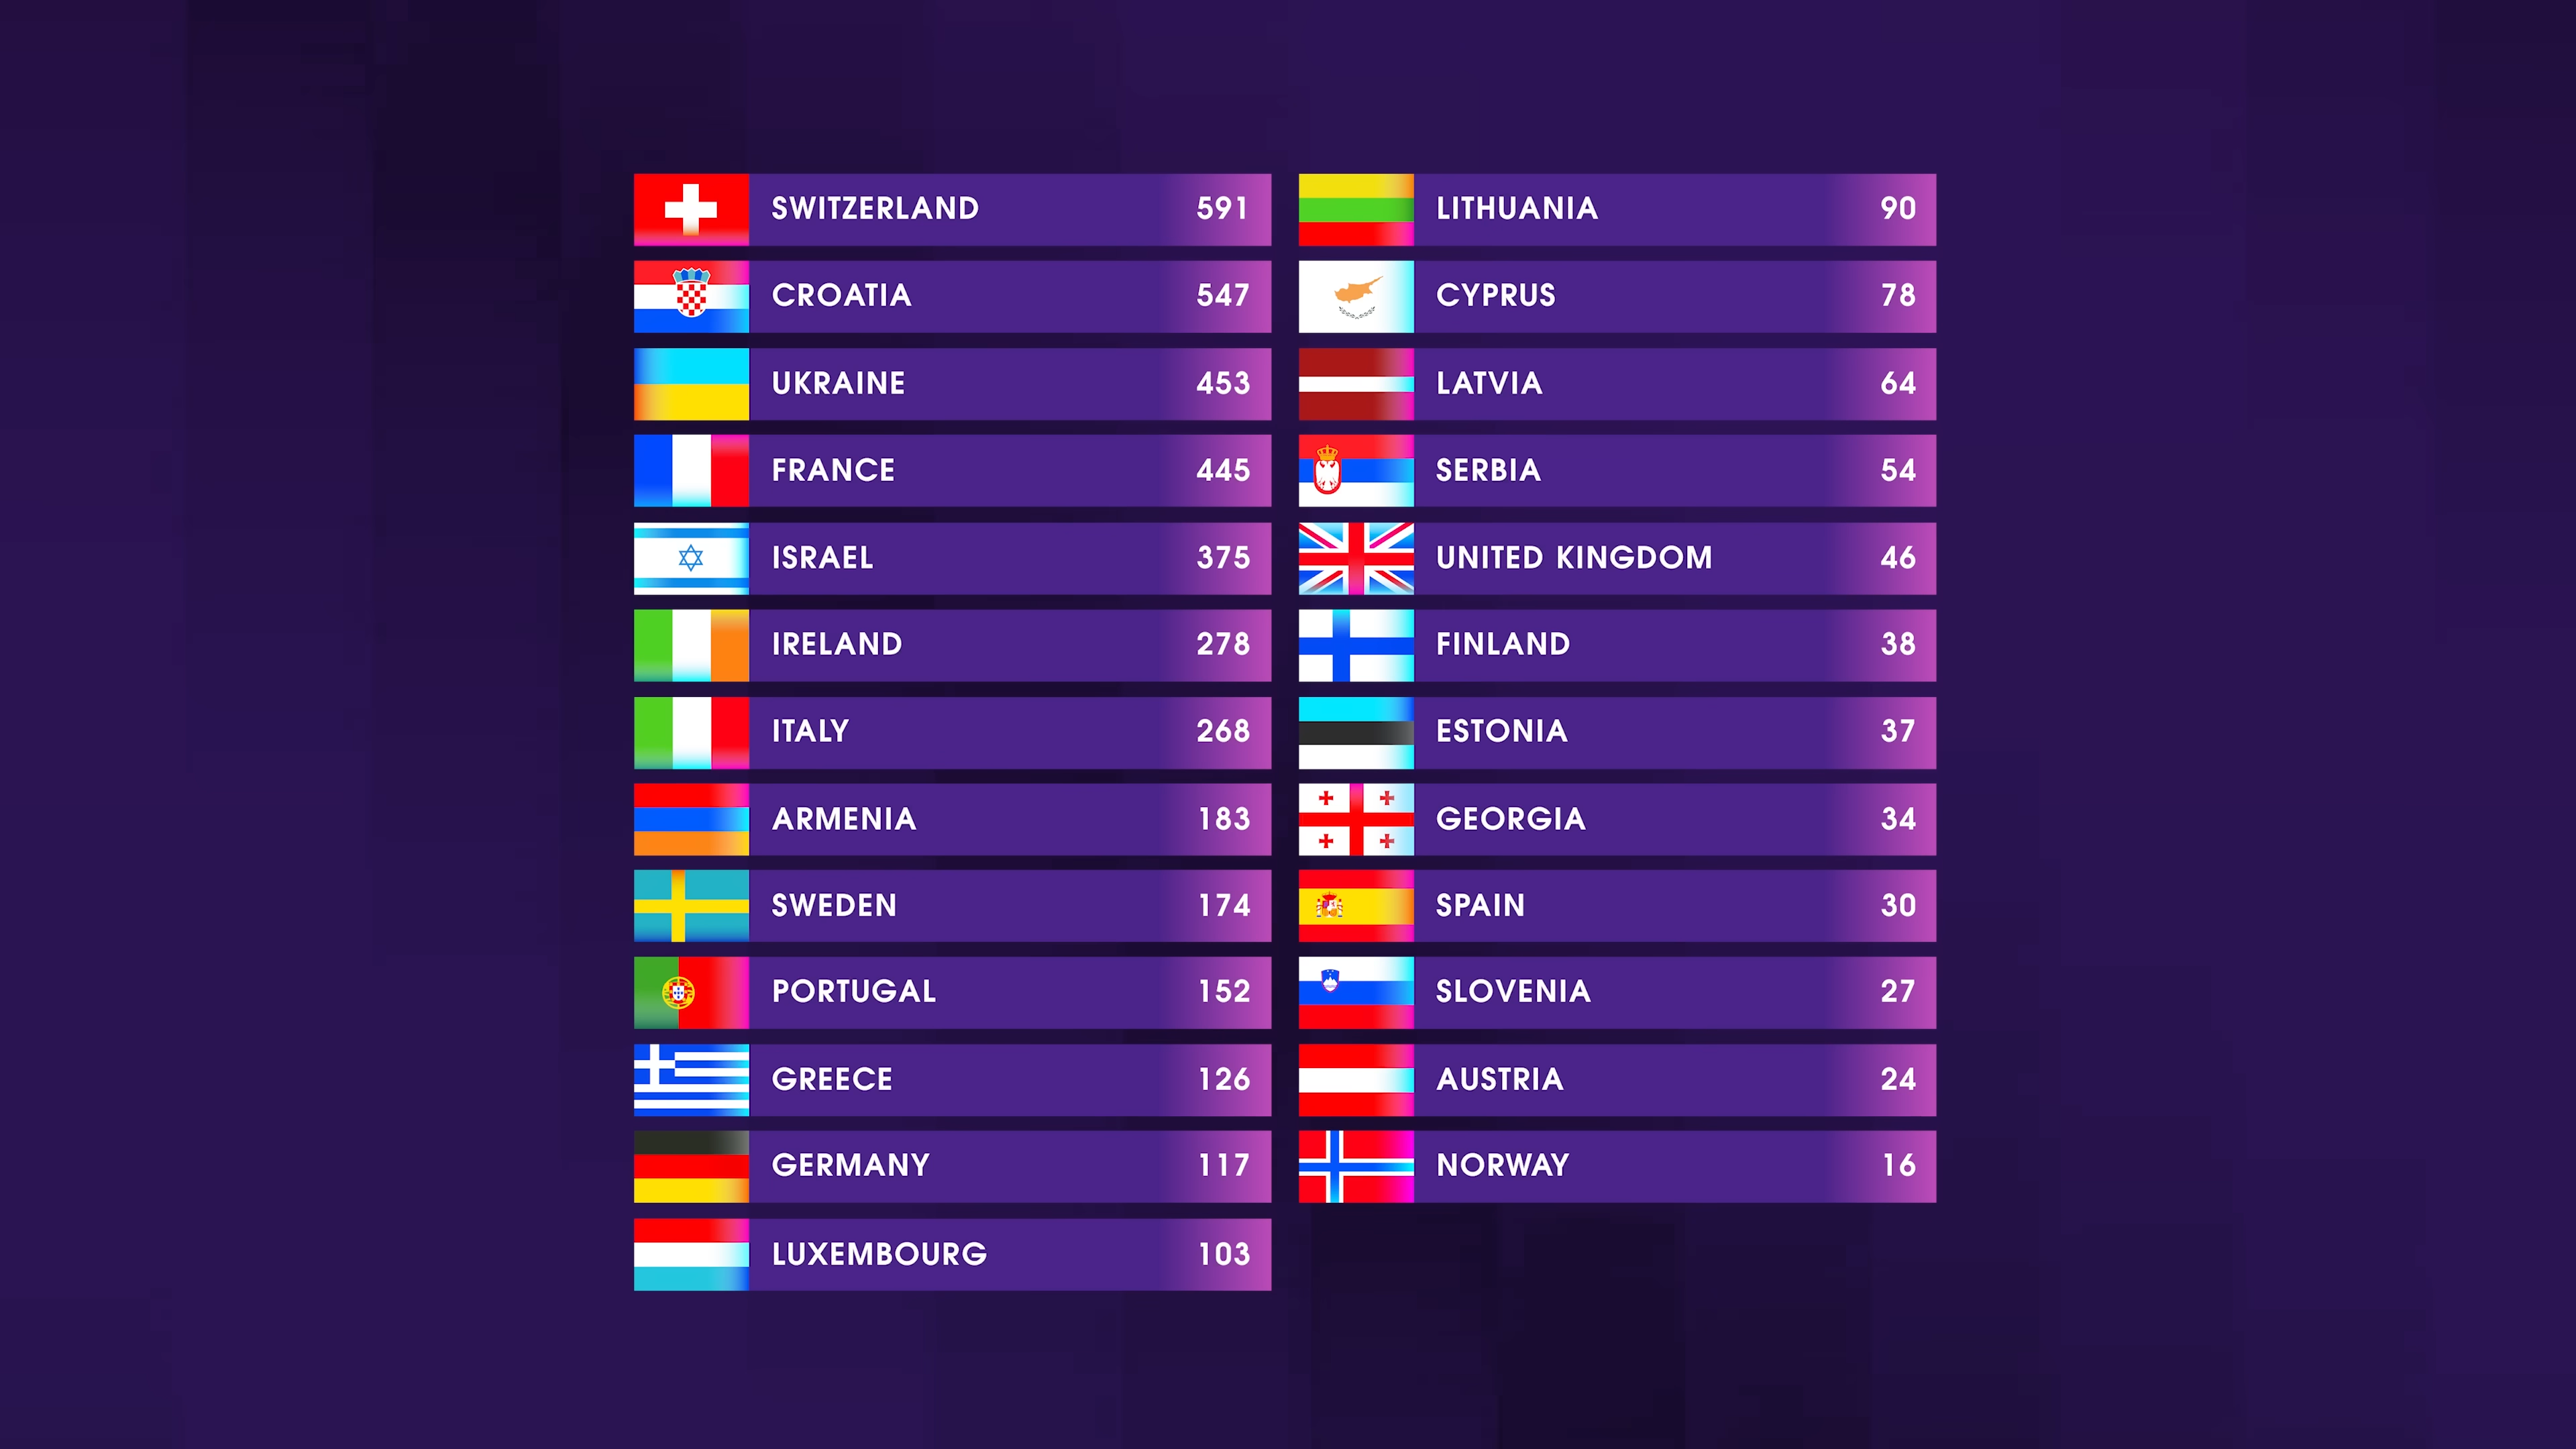 SWITZERLAND 591
CROATIA 547
UKRAINE 453
FRANCE 445
ISRAEL 375
IRELAND 278
ITALY 268
ARMENIA 183
SWEDEN 174
PORTUGAL 152
GREECE 126
GERMANY 117
LUXEMBOURG 103
LITHUANIA 90
CYPRUS 78
LATVIA 64
SERBIA 54
UNITED KINGDOM 46
FINLAND 38
ESTONIA 37
GEORGIA 34
SPAIN 30
SLOVENIA 27
AUSTRIA 24
NORWAY 16